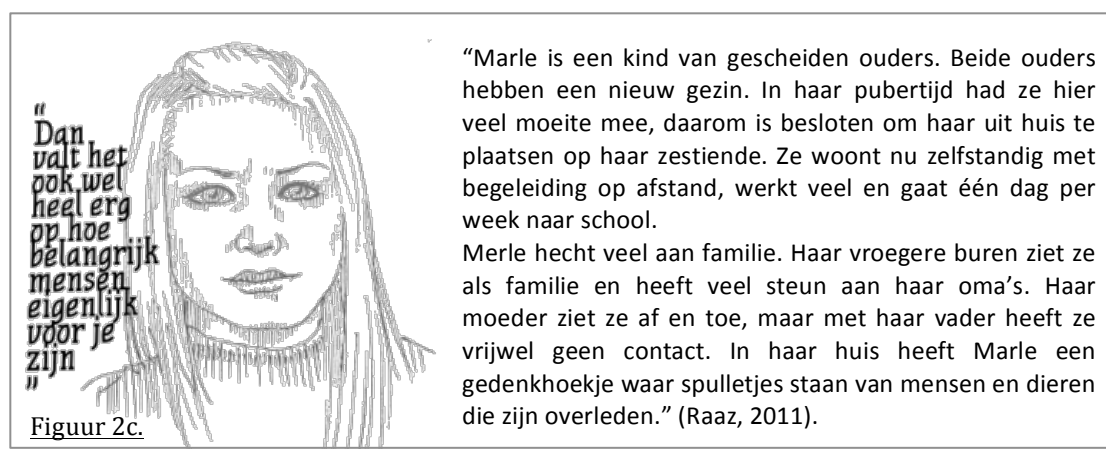 “
Dan
valt het
ook wel
heel erg
op hoe
belangrijk
mensen
eigenlijk
voor je
zijn
”
Figuur 2c.
“Marle is een kind van gescheiden ouders. Beide ouders
hebben een nieuw gezin. In haar pubertijd had ze hier
veel moeite mee, daarom is besloten om haar uit huis te
plaatsen op haar zestiende. Ze woont nu zelfstandig met
begeleiding op afstand, werkt veel en gaat één dag per
week naar school.
Merle hecht veel aan familie. Haar vroegere buren ziet ze
als familie en heeft veel steun aan haar oma’s. Haar
moeder ziet ze af en toe, maar met haar vader heeft ze
vrijwel geen contact. In haar huis heeft Marle een
gedenkhoekje waar spulletjes staan van mensen en dieren
die zijn overleden.” (Raaz, 2011).